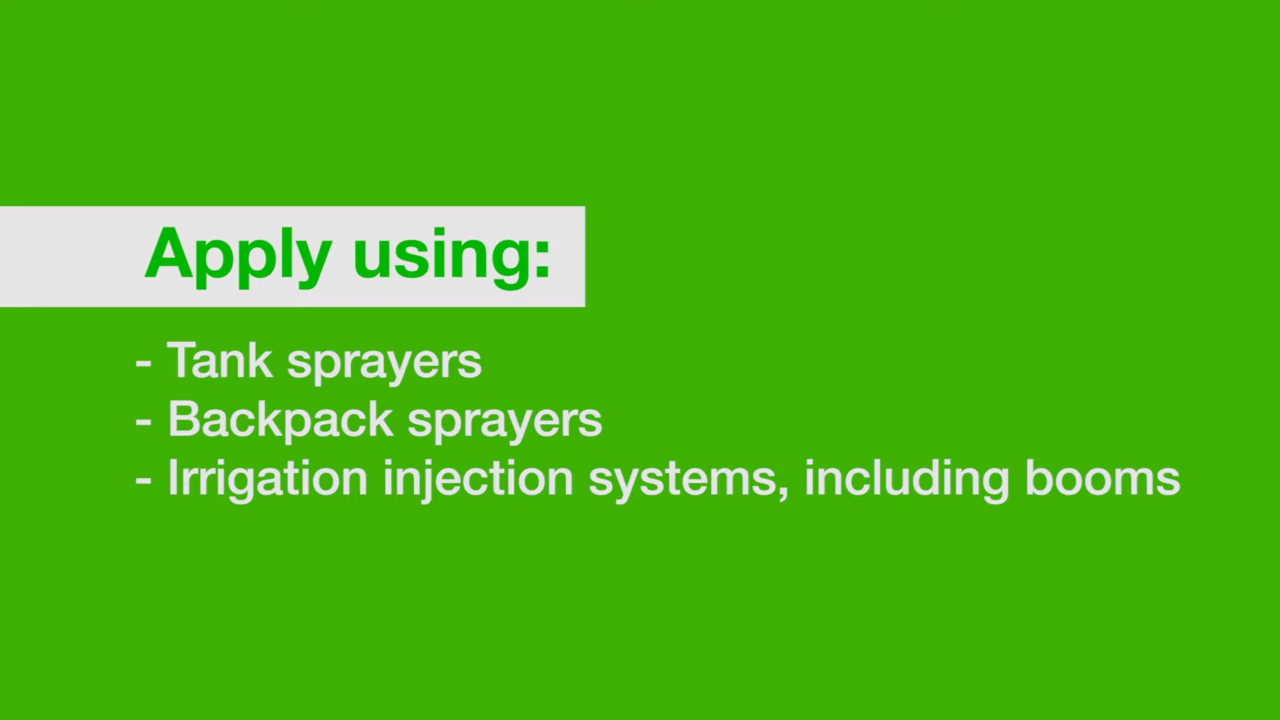 Apply using:
- Tank sprayers
- Backpack sprayers
- Irrigation injection systems, including booms